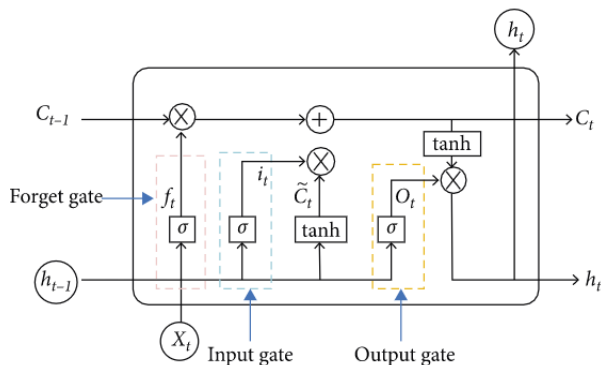 h_t
C_{t-1}
×
+
C_t
tanh
i_t
×
×
Forget gate
f_t
C̃_t
O_t
σ
σ
tanh
σ
h_{t-1}
h_t
X_t
Input gate
Output gate